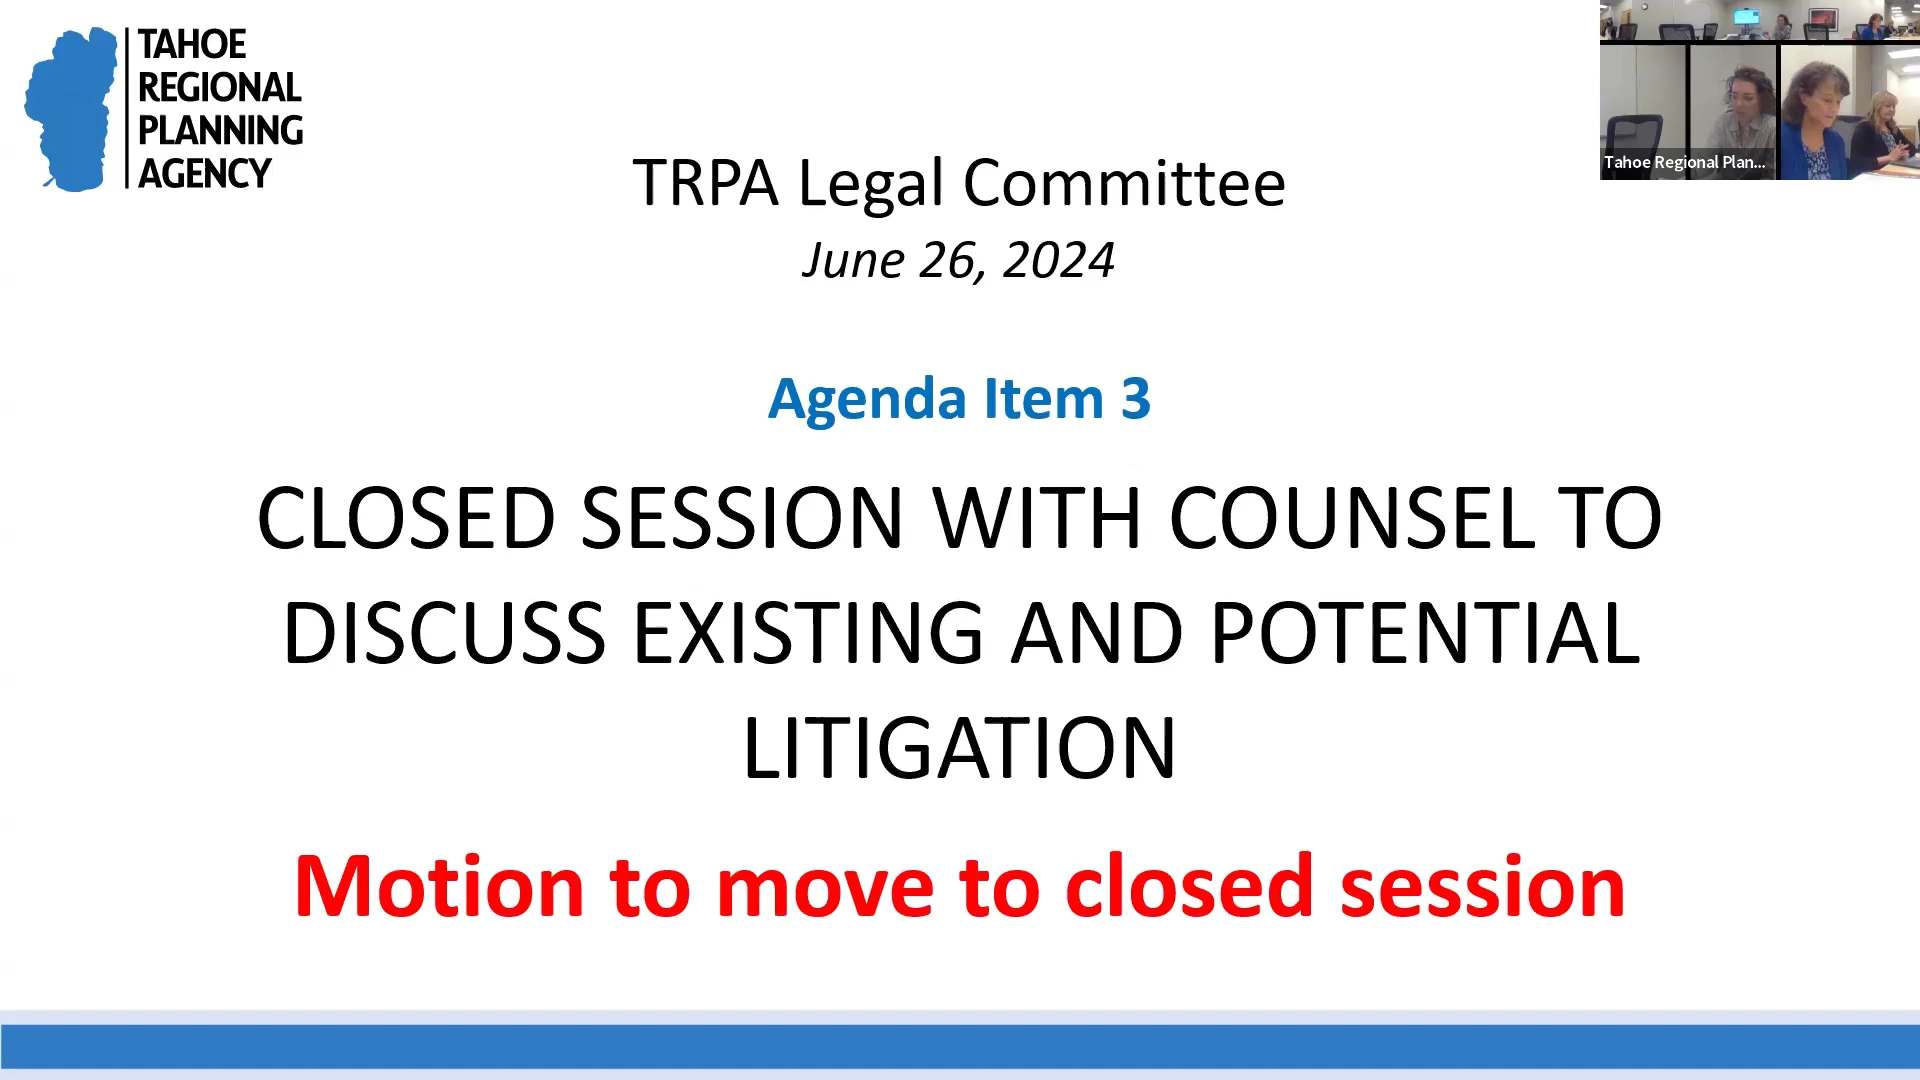 TAHOE
REGIONAL
PLANNING
AGENCY
Tahoe Regional Plan...
TRPA Legal Committee
June 26, 2024
Agenda Item 3
CLOSED SESSION WITH COUNSEL TO
DISCUSS EXISTING AND POTENTIAL
LITIGATION
Motion to move to closed session